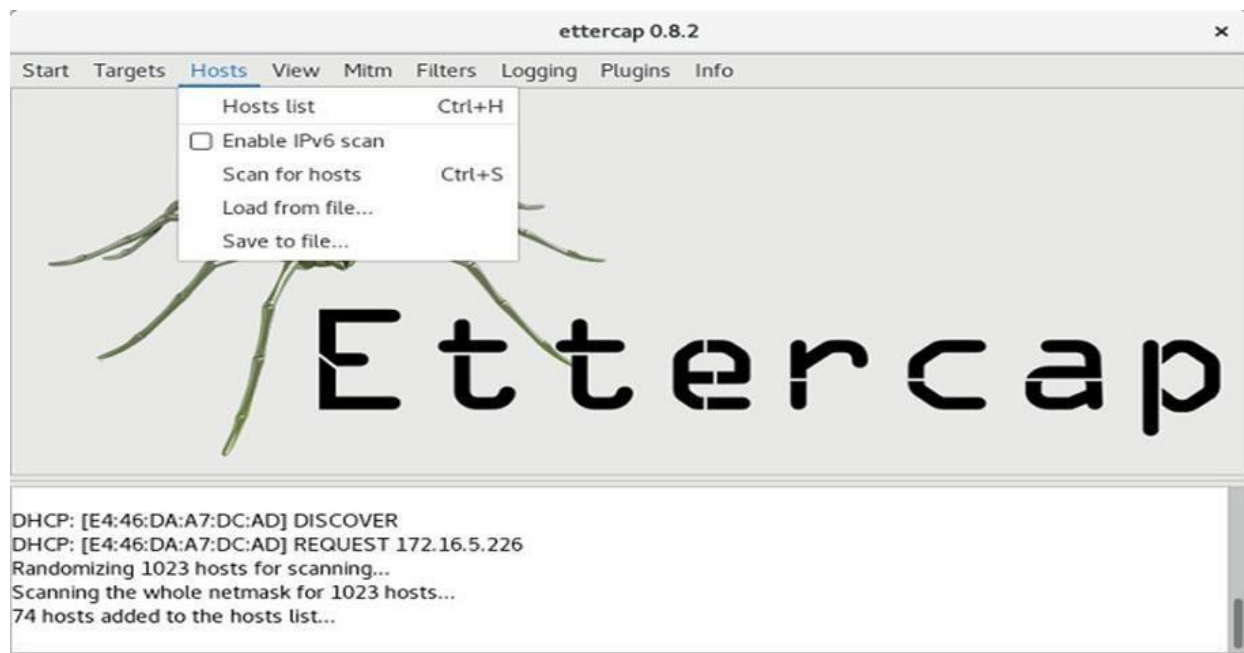 ettercap 0.8.2 ×
Start Targets Hosts View Mitm Filters Logging Plugins Info
Hosts list Ctrl+H
Enable IPv6 scan
Scan for hosts Ctrl+S
Load from file...
Save to file...
Ettercap
DHCP: [E4:46:DA:A7:DC:AD] DISCOVER
DHCP: [E4:46:DA:A7:DC:AD] REQUEST 172.16.5.226
Randomizing 1023 hosts for scanning...
Scanning the whole netmask for 1023 hosts...
74 hosts added to the hosts list...